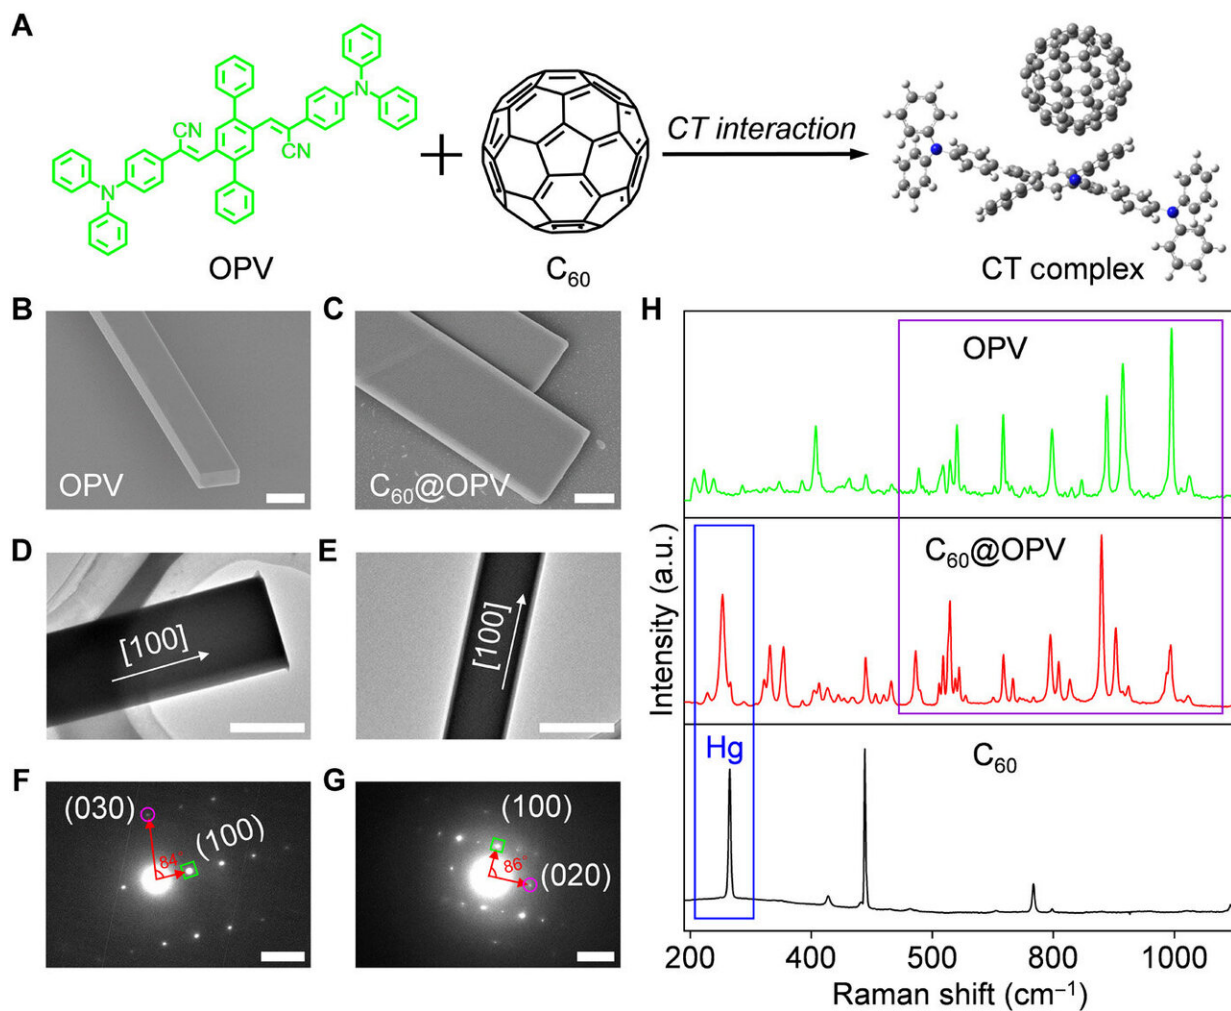 A
CN
CN
N
N
CT interaction
OPV
C₆₀
CT complex
B
OPV
C
C₆₀@OPV
D
[100]
E
[100]
F
(030)
84°
(100)
G
(100)
86°
(020)
H
OPV
C₆₀@OPV
Hg
C₆₀
Intensity (a.u.)
200 400 500 800 1000
Raman shift (cm⁻¹)